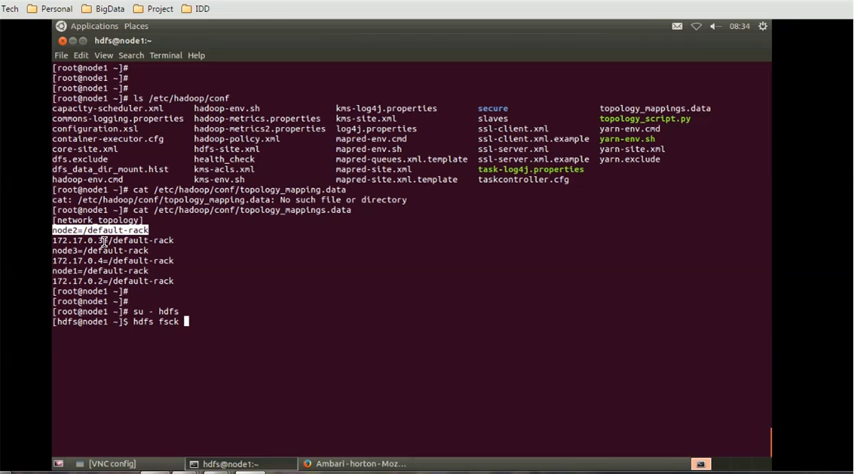 Tech Personal BigData Project IDD
Applications Places 08:34
hdfs@node1:~
File Edit View Search Terminal Help
[root@node1 ~]#
[root@node1 ~]#
[root@node1 ~]#
[root@node1 ~]# ls /etc/hadoop/conf
capacity-scheduler.xml hadoop-env.sh kms-log4j.properties secure topology_mappings.data
commons-logging.properties hadoop-metrics.properties kms-site.xml slaves topology_script.py
configuration.xsl hadoop-metrics2.properties log4j.properties ssl-client.xml yarn-env.cmd
container-executor.cfg hadoop-policy.xml mapred-env.cmd ssl-client.xml.example yarn-env.sh
core-site.xml hdfs-site.xml mapred-env.sh ssl-server.xml yarn-site.xml
dfs.exclude health_check mapred-queues.xml.template ssl-server.xml.example yarn.exclude
dfs_data_dir_mount.hist kms-acls.xml mapred-site.xml task-log4j.properties
hadoop-env.cmd kms-env.sh mapred-site.xml.template taskcontroller.cfg
[root@node1 ~]# cat /etc/hadoop/conf/topology_mapping.data
cat: /etc/hadoop/conf/topology_mapping.data: No such file or directory
[root@node1 ~]# cat /etc/hadoop/conf/topology_mappings.data
[network_topology]
node2=/default-rack
172.17.0.3=/default-rack
node3=/default-rack
172.17.0.4=/default-rack
node1=/default-rack
172.17.0.2=/default-rack
[root@node1 ~]#
[root@node1 ~]#
[root@node1 ~]# su - hdfs
[hdfs@node1 ~]$ hdfs fsck
[VNC config] hdfs@node1:~ Ambari - horton - Moz...